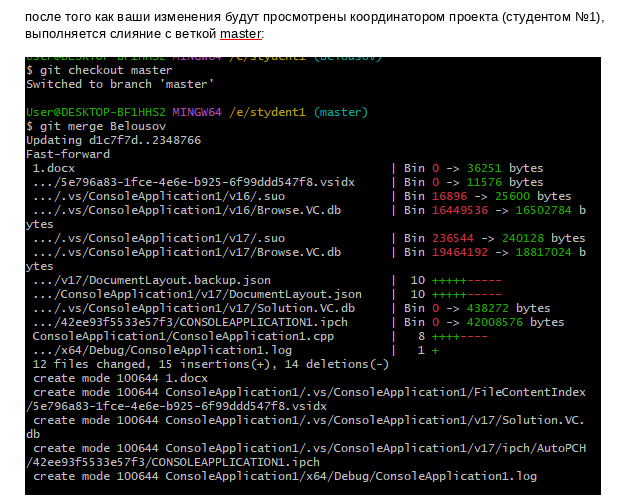 после того как ваши изменения будут просмотрены координатором проекта (студентом №1),
выполняется слияние с веткой master:
User@DESKTOP-BF1HHS2 MINGW64 /e/stydent1 (Belousov)
$ git checkout master
Switched to branch 'master'
User@DESKTOP-BF1HHS2 MINGW64 /e/stydent1 (master)
$ git merge Belousov
Updating d1c7f7d..2348766
Fast-forward
1.docx | Bin 0 -> 36251 bytes
.../5e796a83-1fce-4e6e-b925-6f99ddd547f8.vsidx | Bin 0 -> 11576 bytes
.../.vs/ConsoleApplication1/v16/.suo | Bin 16896 -> 25600 bytes
.../.vs/ConsoleApplication1/v16/Browse.VC.db | Bin 16449536 -> 16502784 b
ytes
.../.vs/ConsoleApplication1/v17/.suo | Bin 236544 -> 240128 bytes
.../.vs/ConsoleApplication1/v17/Browse.VC.db | Bin 19464192 -> 18817024 b
ytes
.../v17/DocumentLayout.backup.json | 10 +++++-----
.../ConsoleApplication1/v17/DocumentLayout.json | 10 +++++-----
.../.vs/ConsoleApplication1/v17/Solution.VC.db | Bin 0 -> 438272 bytes
.../42ee93f5533e57f3/CONSOLEAPPLICATION1.ipch | Bin 0 -> 42008576 bytes
ConsoleApplication1/ConsoleApplication1.cpp | 8 ++++----
.../x64/Debug/ConsoleApplication1.log | 1 +
12 files changed, 15 insertions(+), 14 deletions(-)
create mode 100644 1.docx
create mode 100644 ConsoleApplication1/.vs/ConsoleApplication1/FileContentIndex
/5e796a83-1fce-4e6e-b925-6f99ddd547f8.vsidx
create mode 100644 ConsoleApplication1/.vs/ConsoleApplication1/v17/Solution.VC.
db
create mode 100644 ConsoleApplication1/.vs/ConsoleApplication1/v17/ipch/AutoPCH
/42ee93f5533e57f3/CONSOLEAPPLICATION1.ipch
create mode 100644 ConsoleApplication1/x64/Debug/ConsoleApplication1.log